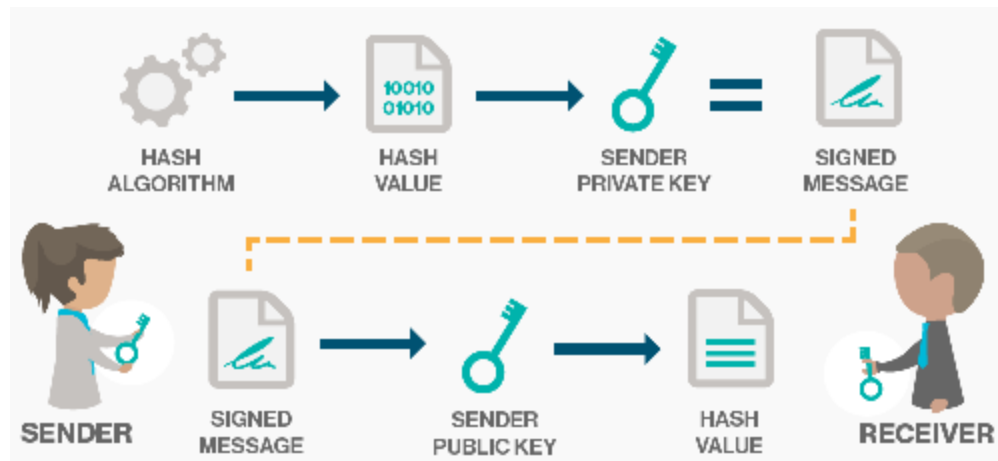 10010
01010
HASH
ALGORITHM
HASH
VALUE
SENDER
PRIVATE KEY
SIGNED
MESSAGE
SENDER
SIGNED
MESSAGE
SENDER
PUBLIC KEY
HASH
VALUE
RECEIVER